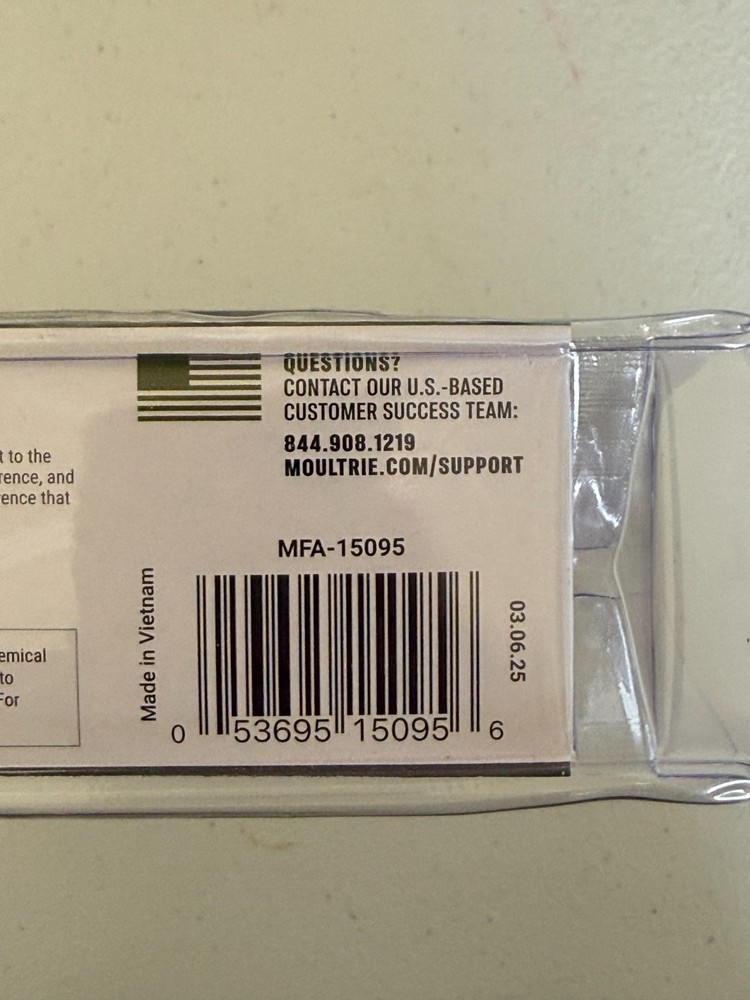 QUESTIONS?
CONTACT OUR U.S.-BASED
CUSTOMER SUCCESS TEAM:
844.908.1219
MOULTRIE.COM/SUPPORT
t to the
rence, and
ence that
MFA-15095
Made in Vietnam
03.06.25
emical
to
For
0 53695 15095 6